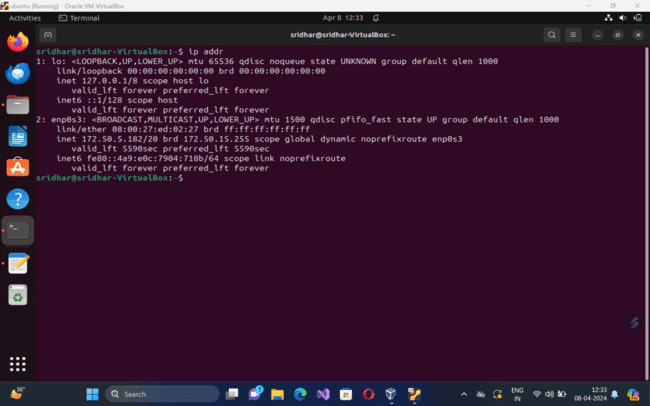 ubuntu [Running] - Oracle VM VirtualBox
Activities
Terminal
Apr 8 12:33
sridhar@sridhar-VirtualBox: ~
sridhar@sridhar-VirtualBox:~$ ip addr
1: lo: <LOOPBACK,UP,LOWER_UP> mtu 65536 qdisc noqueue state UNKNOWN group default qlen 1000
link/loopback 00:00:00:00:00:00 brd 00:00:00:00:00:00
inet 127.0.0.1/8 scope host lo
valid_lft forever preferred_lft forever
inet6 ::1/128 scope host
valid_lft forever preferred_lft forever
2: enp0s3: <BROADCAST,MULTICAST,UP,LOWER_UP> mtu 1500 qdisc pfifo_fast state UP group default qlen 1000
link/ether 08:00:27:ed:02:27 brd ff:ff:ff:ff:ff:ff
inet 172.50.5.182/20 brd 172.50.15.255 scope global dynamic noprefixroute enp0s3
valid_lft 5590sec preferred_lft 5590sec
inet6 fe80::4a9:e0c:7904:718b/64 scope link noprefixroute
valid_lft forever preferred_lft forever
sridhar@sridhar-VirtualBox:~$
36°
Search
ENG
IN
12:33
08-04-2024